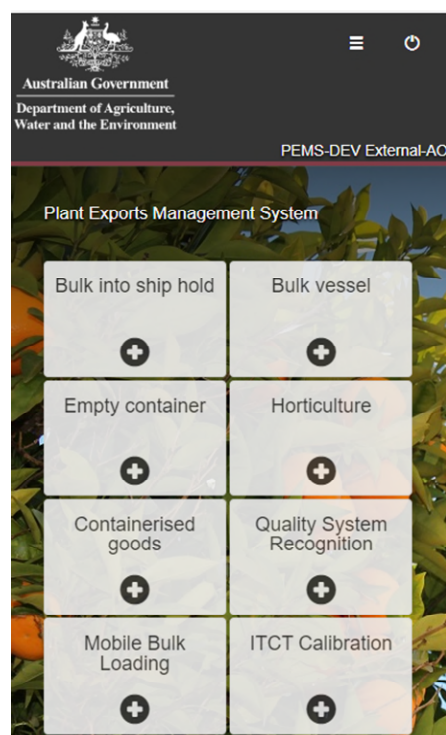 Australian Government
Department of Agriculture,
Water and the Environment
PEMS-DEV External-AO
Plant Exports Management System
Bulk into ship hold
Bulk vessel
Empty container
Horticulture
Containerised
goods
Quality System
Recognition
Mobile Bulk
Loading
ITCT Calibration